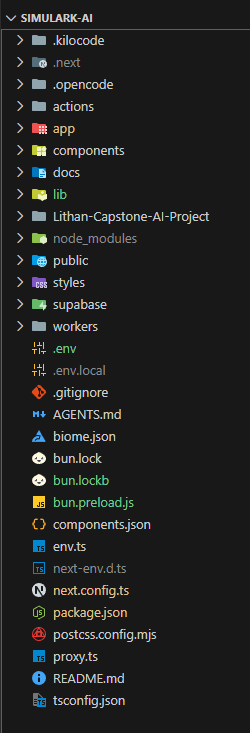 SIMULARK-AI
.kilocode
.next
.opencode
actions
app
components
docs
lib
Lithan-Capstone-AI-Project
node_modules
public
styles
supabase
workers
.env
.env.local
.gitignore
AGENTS.md
biome.json
bun.lock
bun.lockb
bun.preload.js
components.json
env.ts
next-env.d.ts
next.config.ts
package.json
postcss.config.mjs
proxy.ts
README.md
tsconfig.json